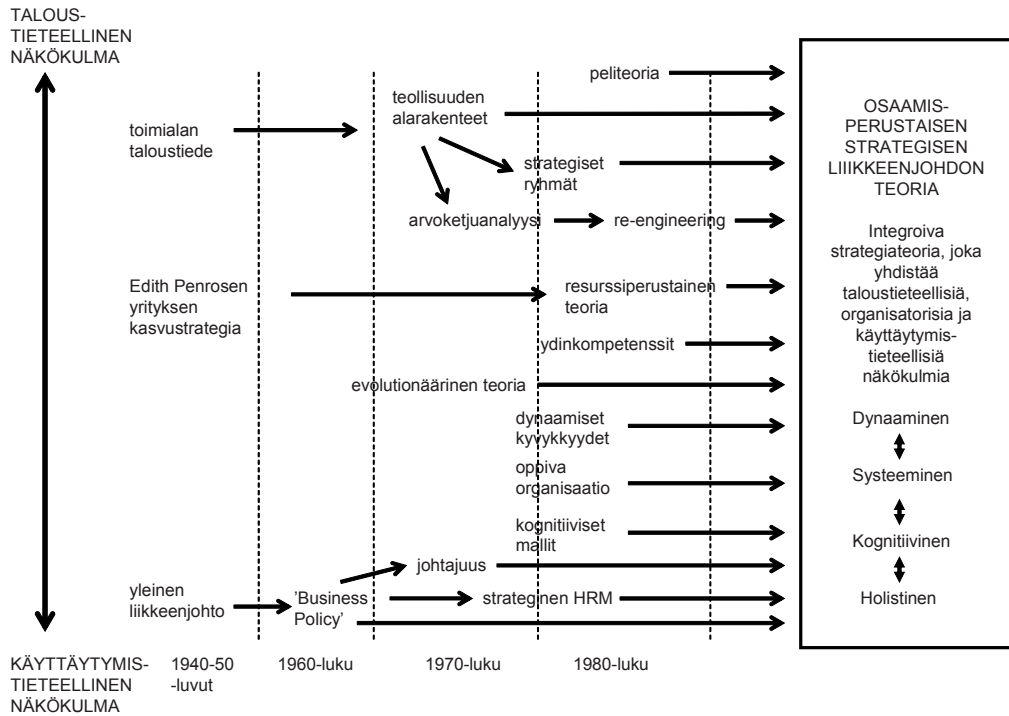 TALOUS-
TIETEELLINEN
NÄKÖKULMA
peliteoria
teollisuuden
alarakenteet
toimialan
taloustiede
strategiset
ryhmät
arvoketjuanalyysi
re-engineering
Edith Penrosen
yrityksen
kasvustrategia
resurssiperustainen
teoria
ydinkompetenssit
evolutionäärinen teoria
dynaamiset
kyvykkyydet
oppiva
organisaatio
kognitiiviset
mallit
johtajuus
yleinen
liikkeenjohto
'Business
Policy'
strateginen HRM
KÄYTTÄYTYMIS-
TIETEELLINEN
NÄKÖKULMA
1940-50
-luvut
1960-luku
1970-luku
1980-luku
OSAAMIS-
PERUSTAISEN
STRATEGISEN
LIIIKKEENJOHDON
TEORIA
Integroiva
strategiateoria, joka
yhdistää
taloustieteellisiä,
organisatorisia ja
käyttäytymis-
tieteellisiä
näkökulmia
Dynaaminen
Systeeminen
Kognitiivinen
Holistinen